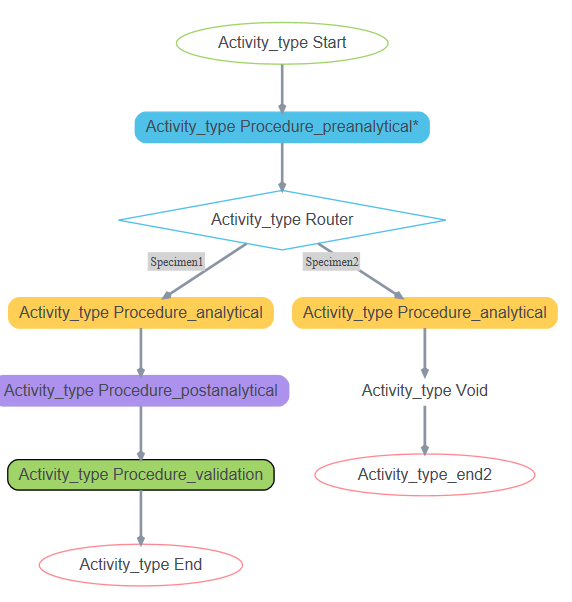 Activity_type Start
Activity_type Procedure_preanalytical*
Activity_type Router
Specimen1
Specimen2
Activity_type Procedure_analytical
Activity_type Procedure_analytical
Activity_type Procedure_postanalytical
Activity_type Void
Activity_type Procedure_validation
Activity_type_end2
Activity_type End